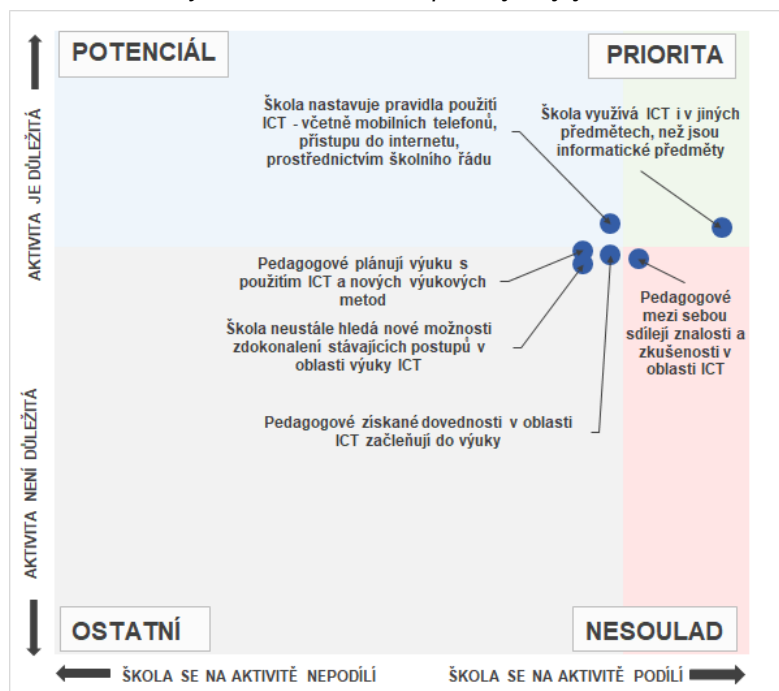 POTENCIÁL
PRIORITA
Škola nastavuje pravidla použití
ICT - včetně mobilních telefonů,
přístupu do internetu,
prostřednictvím školního řádu
Škola využívá ICT i v jiných
předmětech, než jsou
informatické předměty
Pedagogové plánují výuku s
použitím ICT a nových výukových
metod
Škola neustále hledá nové možnosti
zdokonalení stávajících postupů v
oblasti výuky ICT
Pedagogové
mezi sebou
sdílejí znalosti a
zkušenosti v
oblasti ICT
Pedagogové získané dovednosti v oblasti
ICT začleňují do výuky
AKTIVITA JE DŮLEŽITÁ
AKTIVITA NENÍ DŮLEŽITÁ
OSTATNÍ
NESOULAD
ŠKOLA SE NA AKTIVITĚ NEPODÍLÍ
ŠKOLA SE NA AKTIVITĚ PODÍLÍ